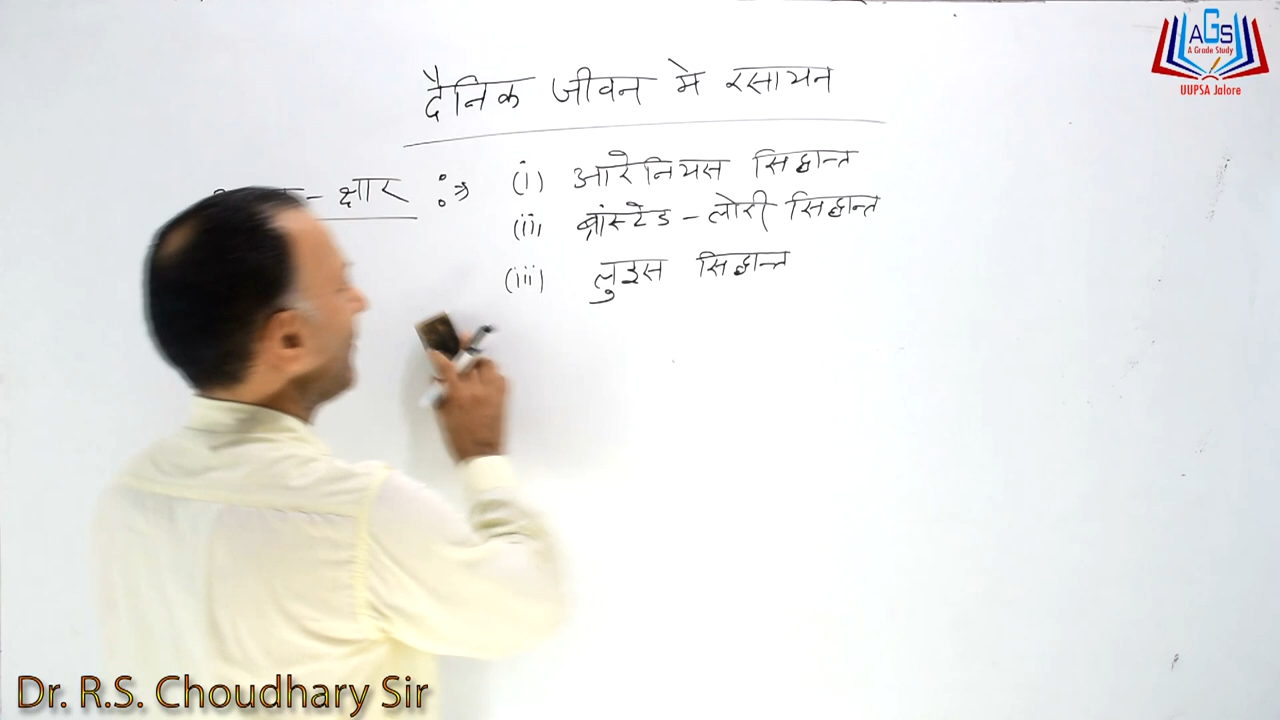 AGS
A Grade Study
UUPSA Jalore
दैनिक जीवन मे रसायन
- क्षार :⇒ (i) आरेनियस सिद्धान्त
(ii) ब्रांस्टेड - लोरी सिद्धान्त
(iii) लुइस सिद्धान्त
Dr. R.S. Choudhary Sir